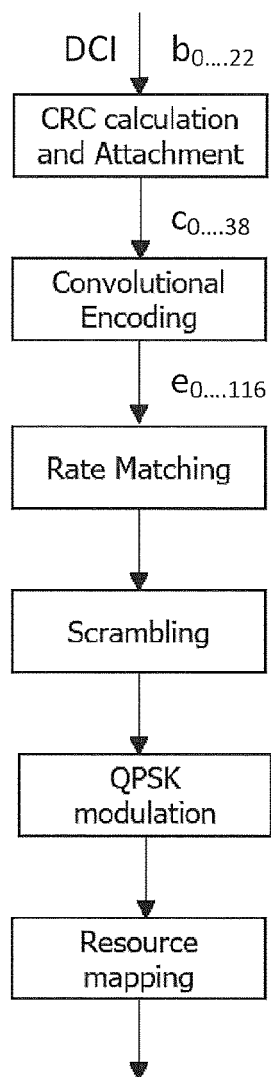 DCI b0....22
CRC calculation
and Attachment
c0....38
Convolutional
Encoding
e0....116
Rate Matching
Scrambling
QPSK
modulation
Resource
mapping